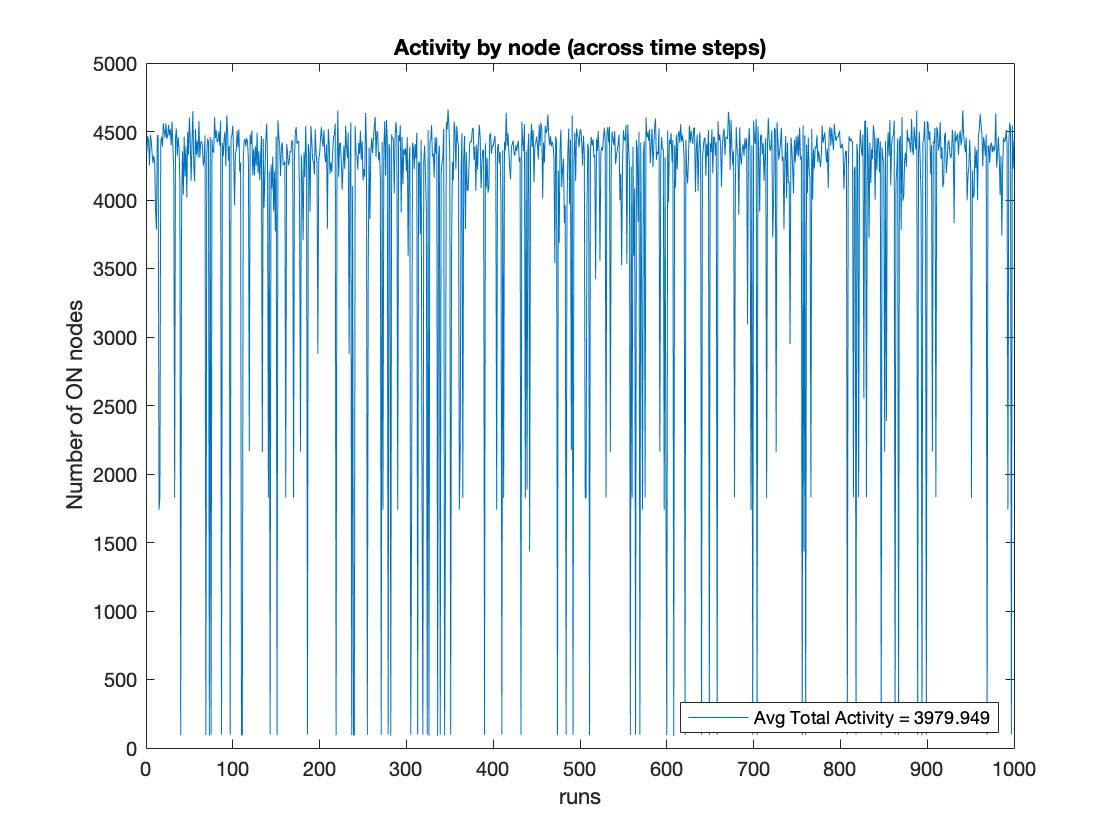 Activity by node (across time steps)
5000
4500
4000
3500
3000
2500
2000
1500
1000
500
0
Number of ON nodes
Avg Total Activity = 3979.949
0 100 200 300 400 500 600 700 800 900 1000
runs